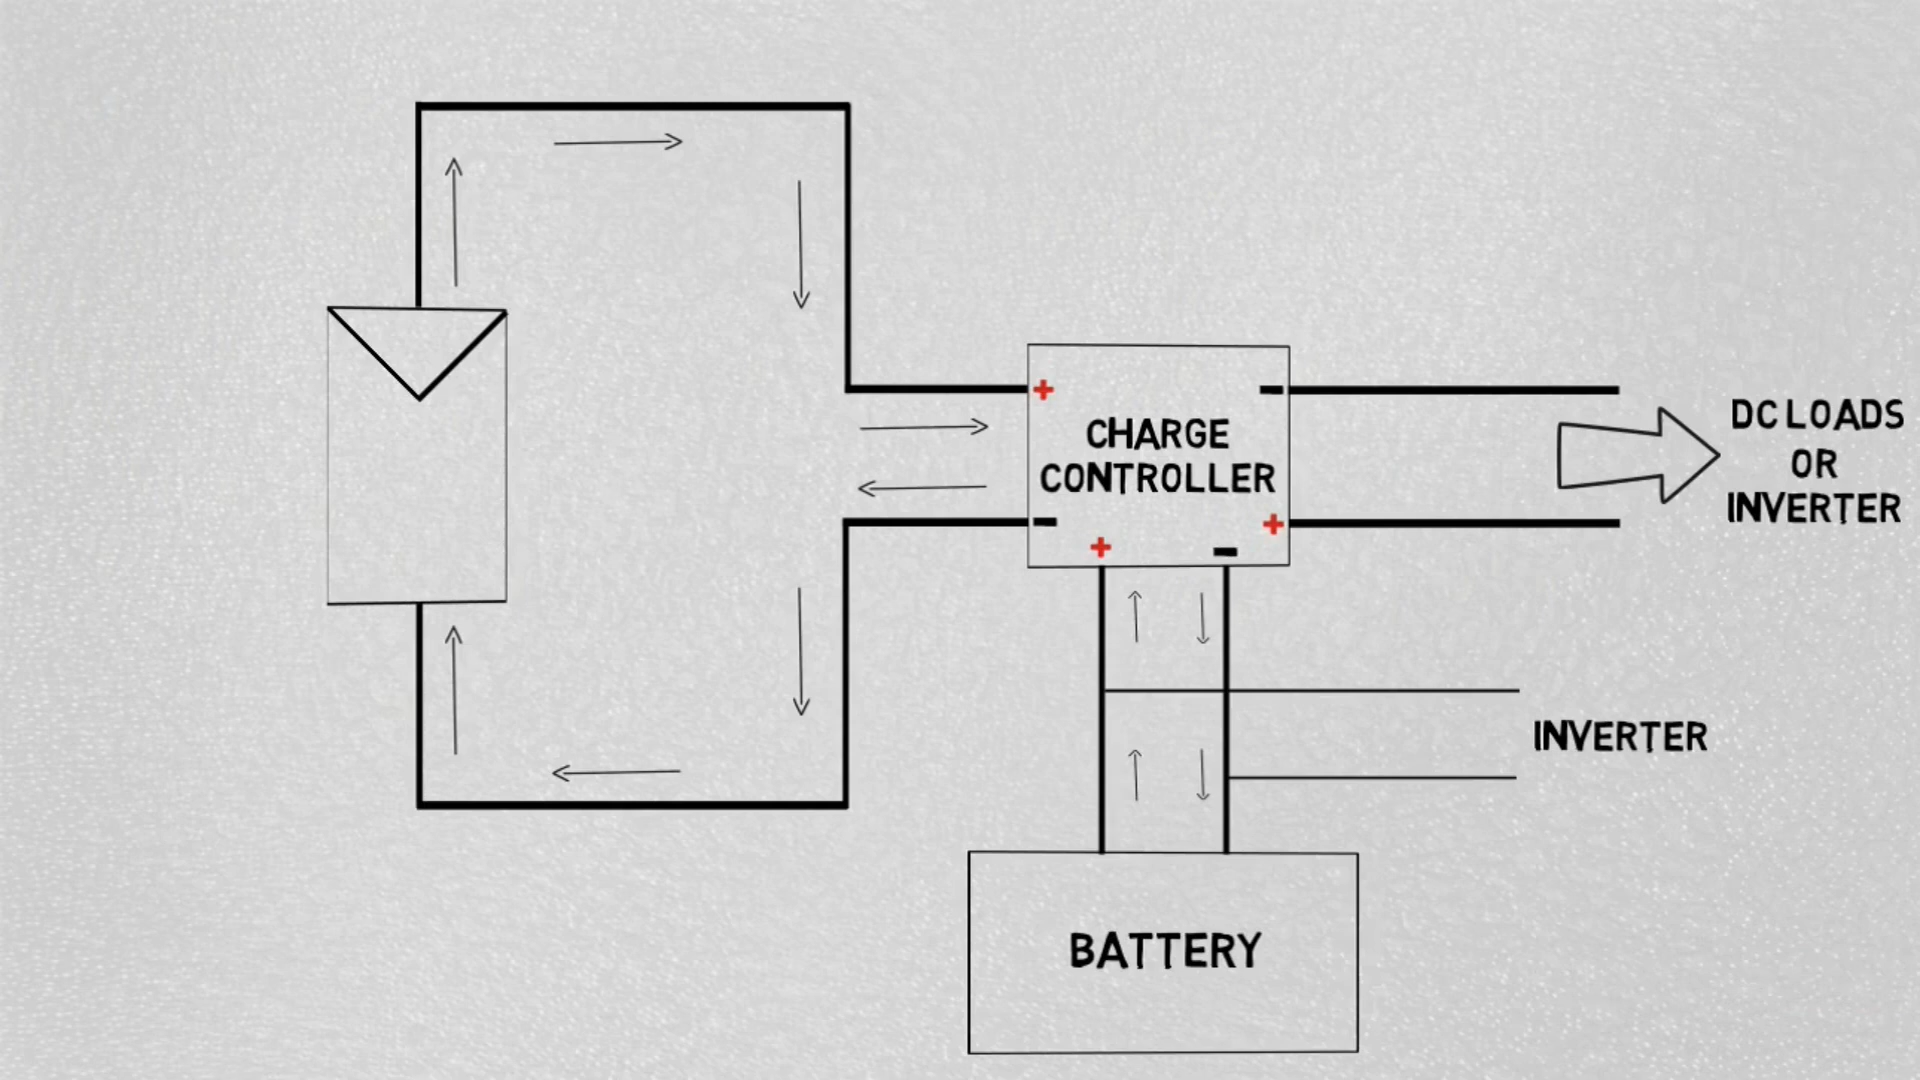 +
-
CHARGE
CONTROLLER
-
+
+
-
DC LOADS
OR
INVERTER
INVERTER
BATTERY